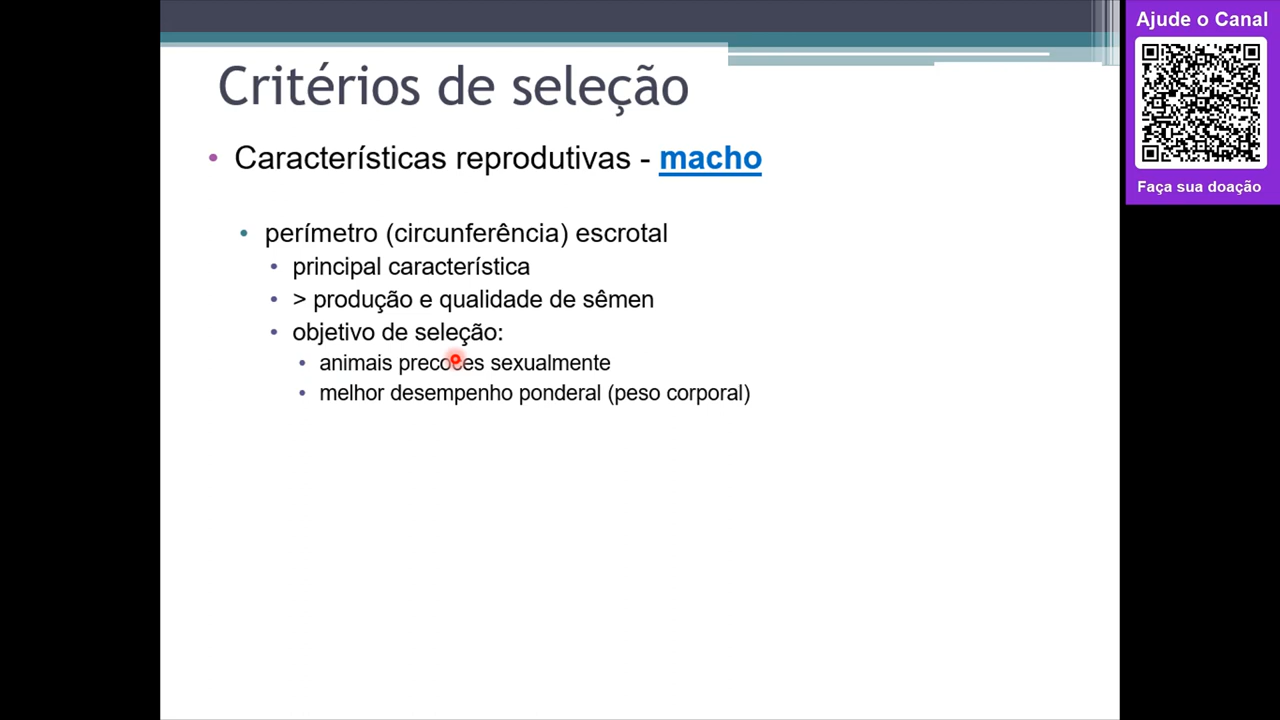 Critérios de seleção
• Características reprodutivas - macho
• perímetro (circunferência) escrotal
• principal característica
• > produção e qualidade de sêmen
• objetivo de seleção:
• animais precoces sexualmente
• melhor desempenho ponderal (peso corporal)
Ajude o Canal
Faça sua doação